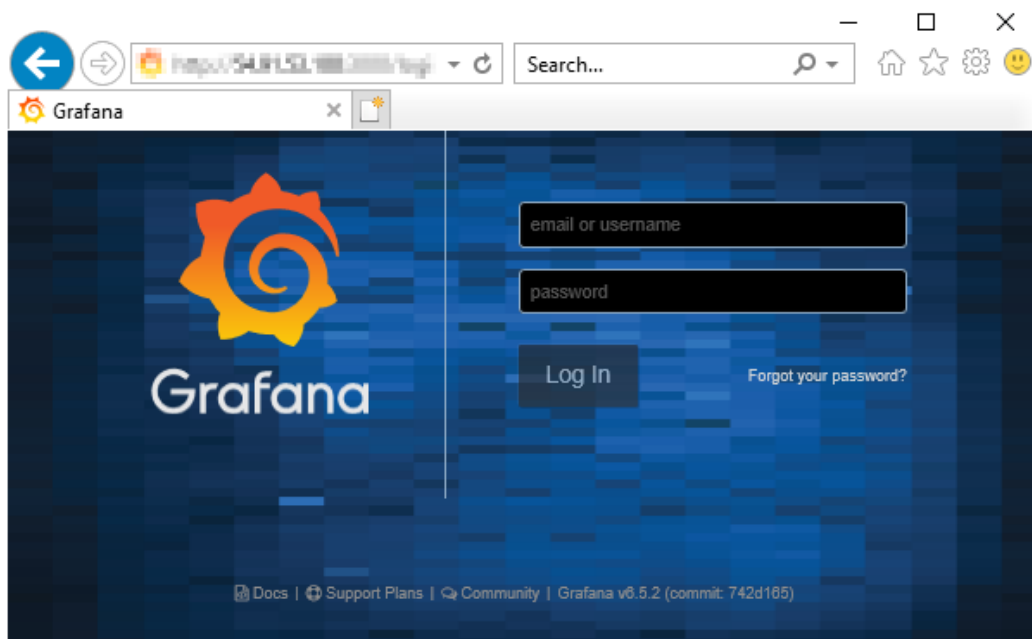 Search...
Grafana
Grafana
email or username
password
Log In
Forgot your password?
Docs | Support Plans | Community | Grafana v6.5.2 (commit: 742d165)